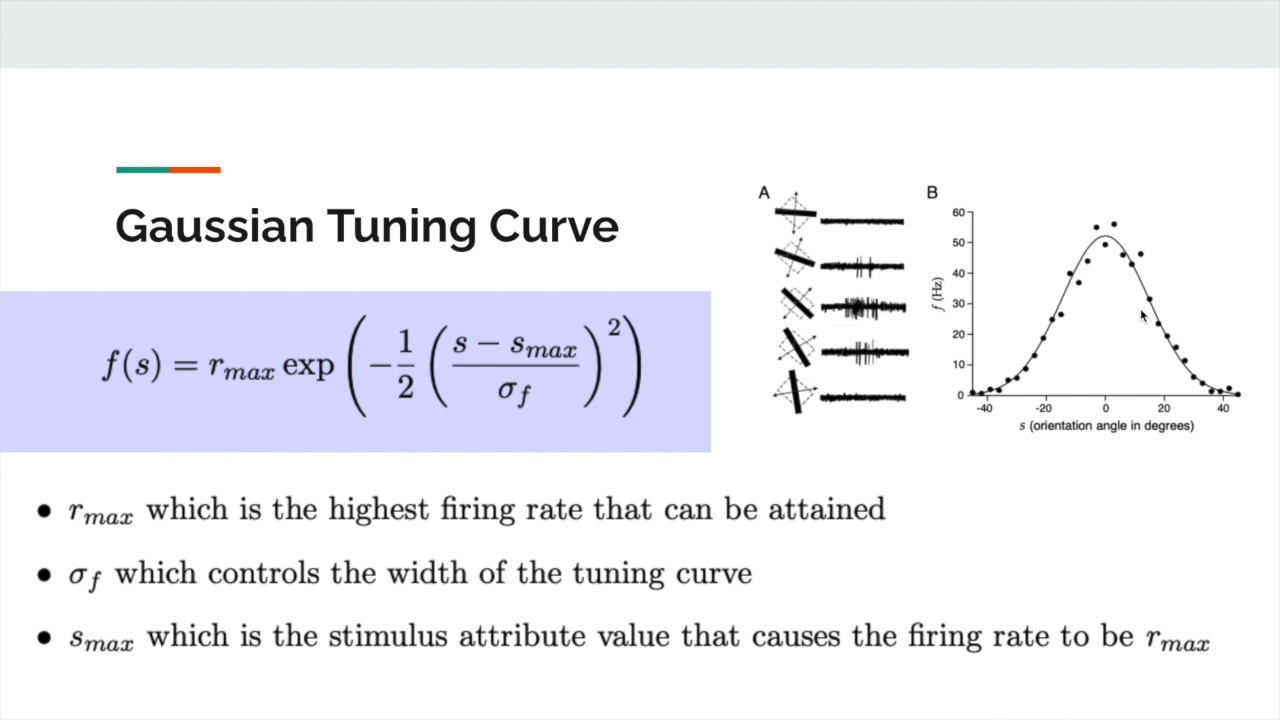 Gaussian Tuning Curve
f(s) = r_max exp(−1/2 ((s − s_max)/σ_f)^2)
A
B
60
50
40
30
20
10
0
f (Hz)
-40 -20 0 20 40
s (orientation angle in degrees)
• r_max which is the highest firing rate that can be attained
• σ_f which controls the width of the tuning curve
• s_max which is the stimulus attribute value that causes the firing rate to be r_max